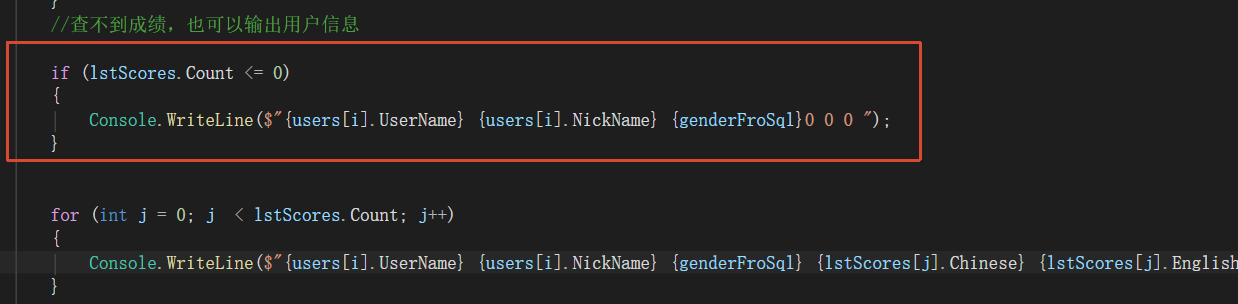 }
//查不到成绩，也可以输出用户信息
if (lstScores.Count <= 0)
{
Console.WriteLine($"{users[i].UserName} {users[i].NickName} {genderFroSql}0 0 0 ");
}
for (int j = 0; j  < lstScores.Count; j++)
{
Console.WriteLine($"{users[i].UserName} {users[i].NickName} {genderFroSql} {lstScores[j].Chinese} {lstScores[j].English
}